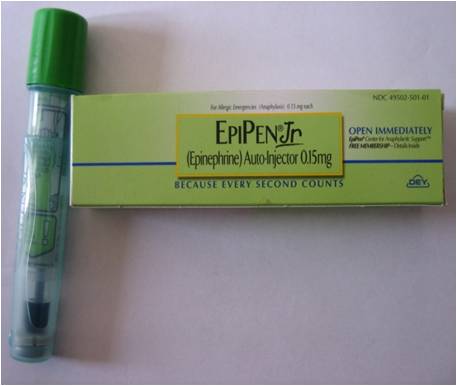 NDC 49502-501-01
For Allergic Emergencies (Anaphylaxis) 0.15 mg each
EPIPEN® Jr
(Epinephrine) Auto-Injector 0.15mg
BECAUSE EVERY SECOND COUNTS
OPEN IMMEDIATELY
EpiPen® Center for Anaphylactic Support™
FREE MEMBERSHIP – Details Inside
DEY